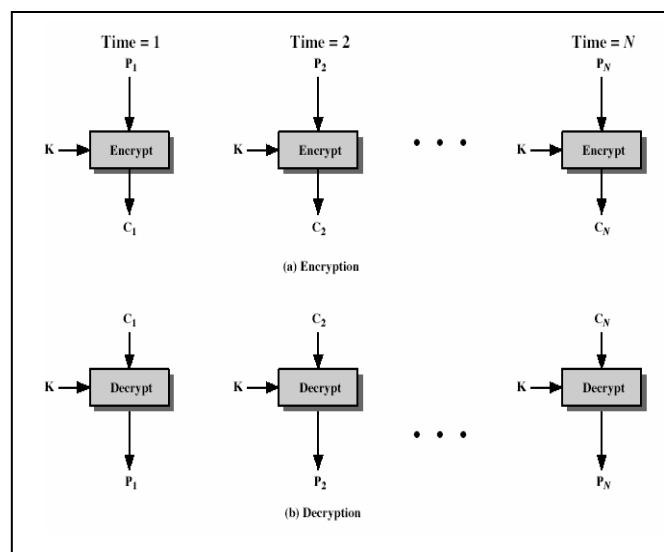 Time = 1 Time = 2 Time = N
P1 P2 PN
K Encrypt K Encrypt • • • K Encrypt
C1 C2 CN
(a) Encryption
C1 C2 CN
K Decrypt K Decrypt K Decrypt
• • •
P1 P2 PN
(b) Decryption